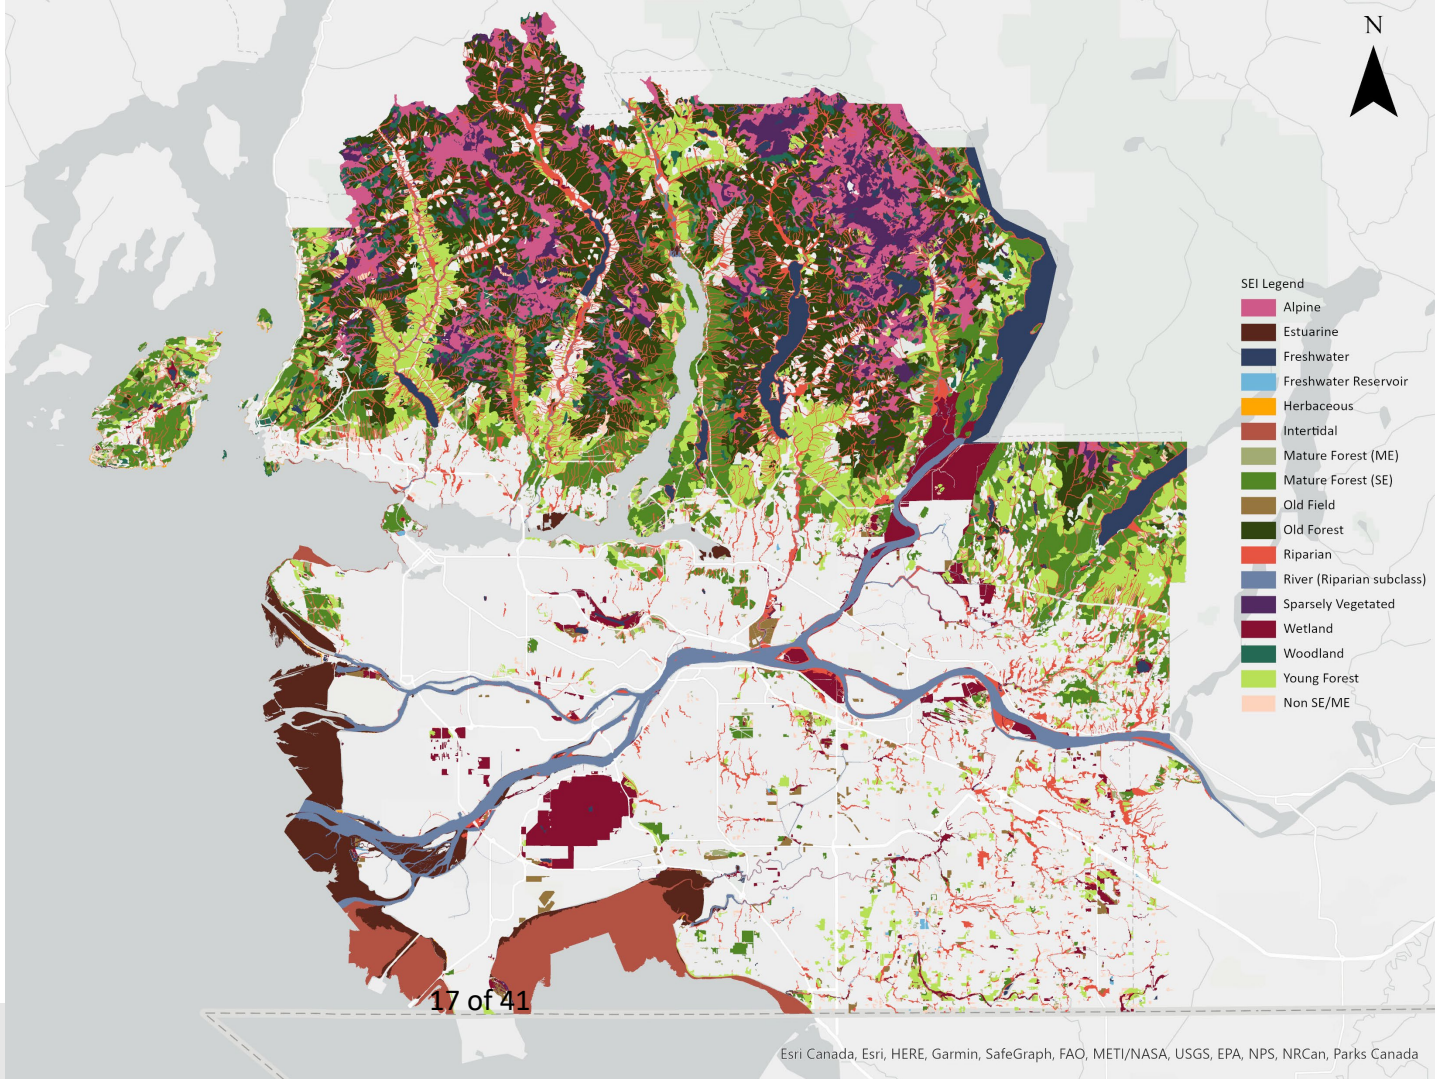 N
SEI Legend
Alpine
Estuarine
Freshwater
Freshwater Reservoir
Herbaceous
Intertidal
Mature Forest (ME)
Mature Forest (SE)
Old Field
Old Forest
Riparian
River (Riparian subclass)
Sparsely Vegetated
Wetland
Woodland
Young Forest
Non SE/ME
17 of 41
Esri Canada, Esri, HERE, Garmin, SafeGraph, FAO, METI/NASA, USGS, EPA, NPS, NRCan, Parks Canada